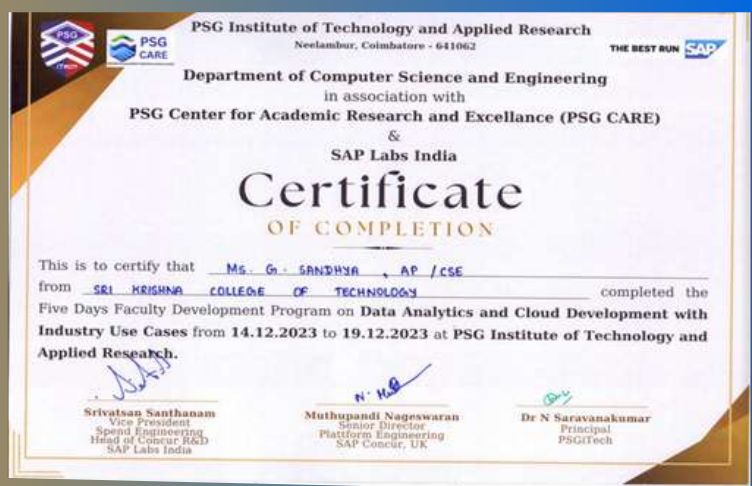 PSG
iTech
PSG
CARE
PSG Institute of Technology and Applied Research
Neelambur, Coimbatore - 641062
THE BEST RUN SAP
Department of Computer Science and Engineering
in association with
PSG Center for Academic Research and Excellance (PSG CARE)
&
SAP Labs India
Certificate
OF COMPLETION
This is to certify that MS. G. SANDHYA , AP / CSE
from SRI KRISHNA COLLEGE OF TECHNOLOGY completed the
Five Days Faculty Development Program on Data Analytics and Cloud Development with
Industry Use Cases from 14.12.2023 to 19.12.2023 at PSG Institute of Technology and
Applied Research.
Srivatsan Santhanam
Vice President
Spend Engineering
Head of Concur R&D
SAP Labs India
Muthupandi Nageswaran
Senior Director
Plattform Engineering
SAP Concur, UK
Dr N Saravanakumar
Principal
PSGiTech